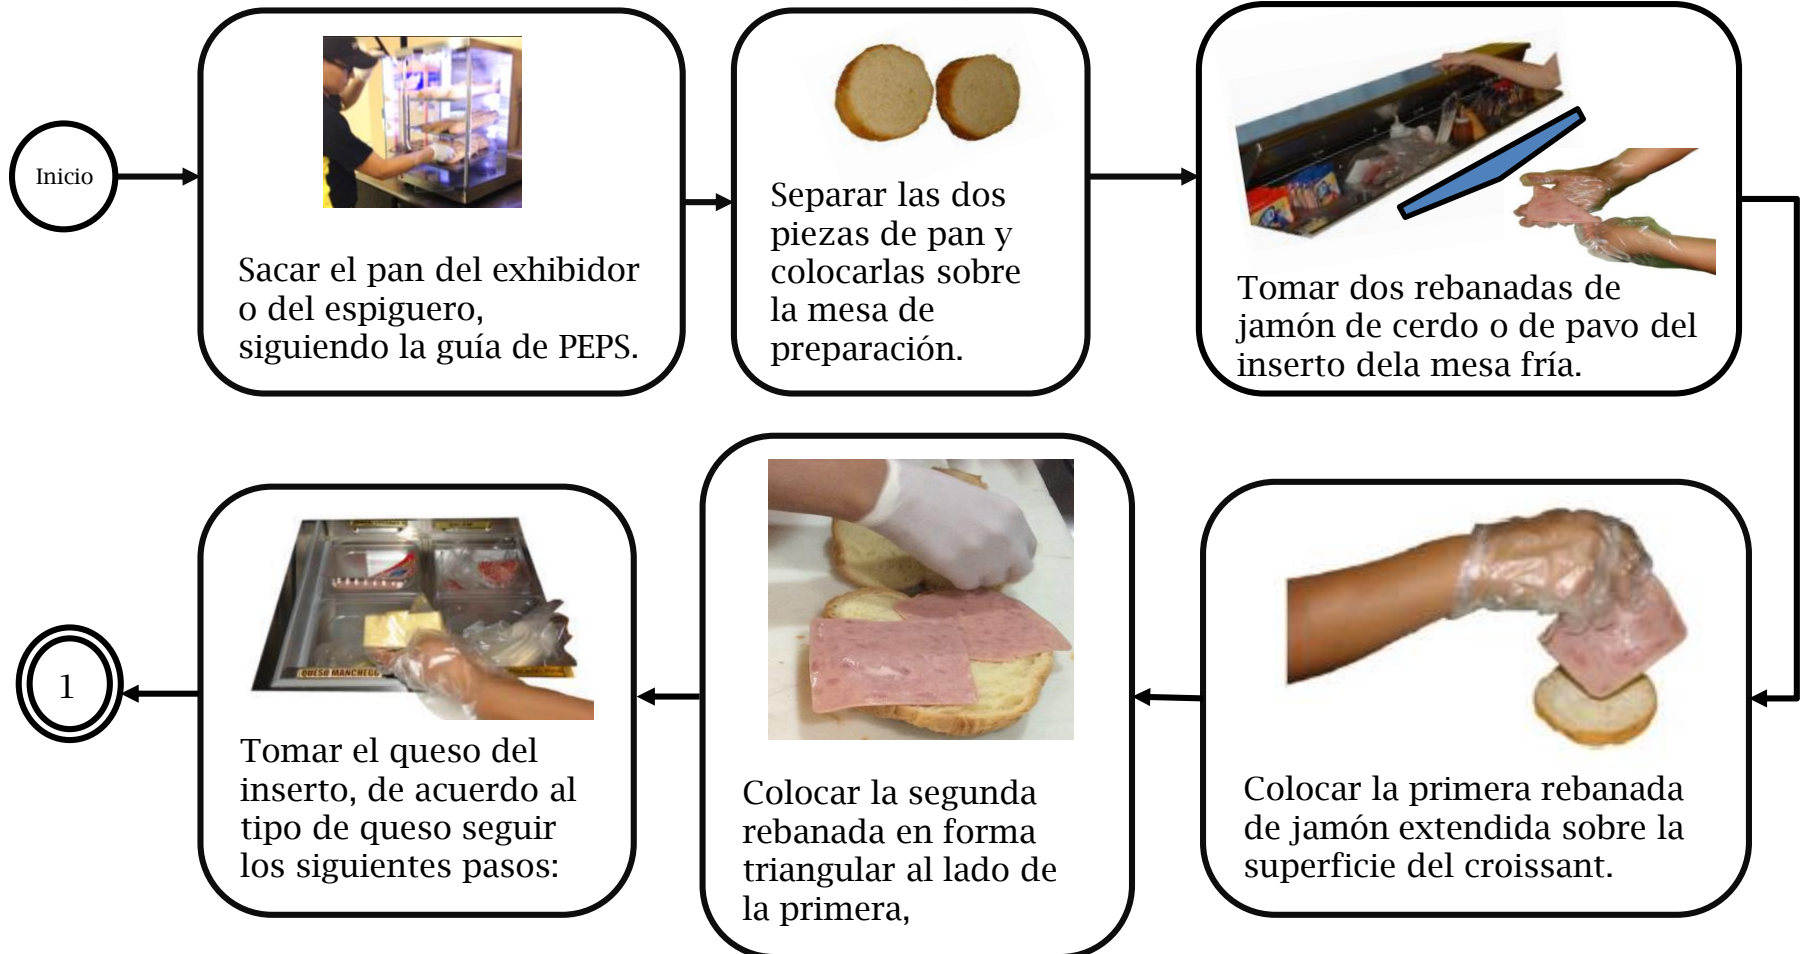 Inicio
Sacar el pan del exhibidor
o del espiguero,
siguiendo la guía de PEPS.
Separar las dos
piezas de pan y
colocarlas sobre
la mesa de
preparación.
Tomar dos rebanadas de
jamón de cerdo o de pavo del
inserto dela mesa fría.
Colocar la primera rebanada
de jamón extendida sobre la
superficie del croissant.
Colocar la segunda
rebanada en forma
triangular al lado de
la primera,
QUESO MANCHEGO
Tomar el queso del
inserto, de acuerdo al
tipo de queso seguir
los siguientes pasos:
1